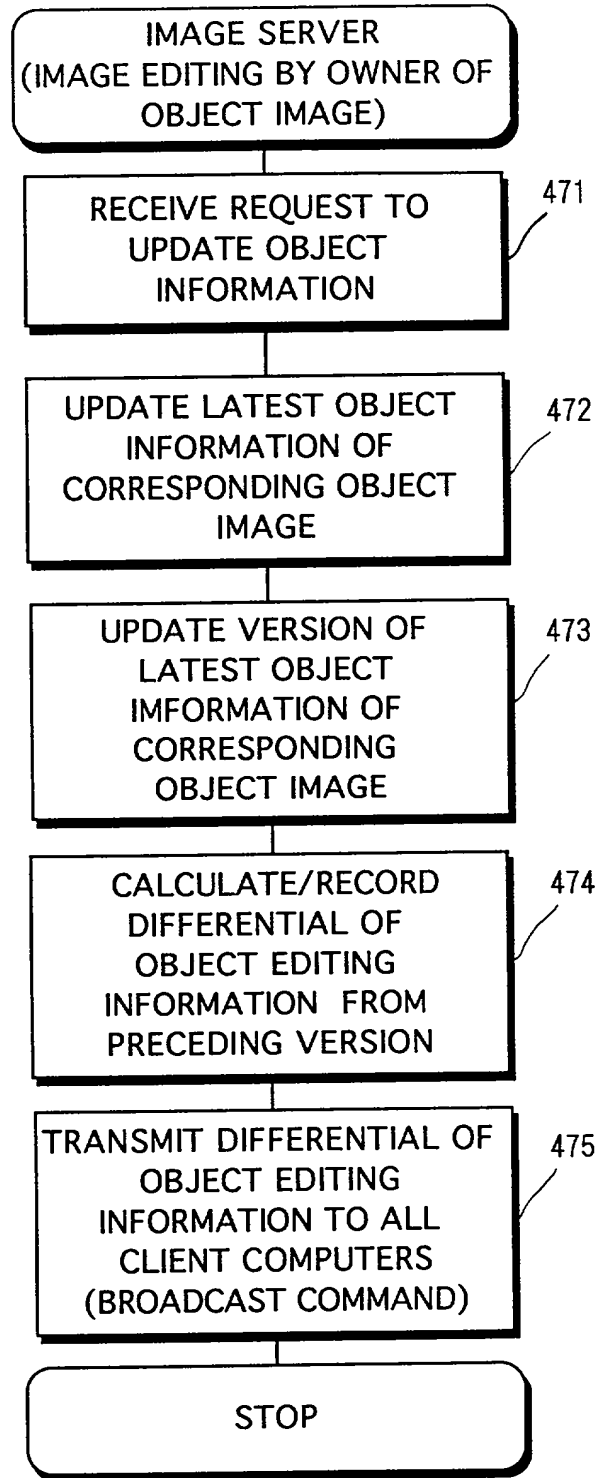 IMAGE SERVER
(IMAGE EDITING BY OWNER OF
OBJECT IMAGE)
RECEIVE REQUEST TO
UPDATE OBJECT
INFORMATION
471
UPDATE LATEST OBJECT
INFORMATION OF
CORRESPONDING OBJECT
IMAGE
472
UPDATE VERSION OF
LATEST OBJECT
IMFORMATION OF
CORRESPONDING
OBJECT IMAGE
473
CALCULATE/RECORD
DIFFERENTIAL OF
OBJECT EDITING
INFORMATION FROM
PRECEDING VERSION
474
TRANSMIT DIFFERENTIAL OF
OBJECT EDITING
INFORMATION TO ALL
CLIENT COMPUTERS
(BROADCAST COMMAND)
475
STOP